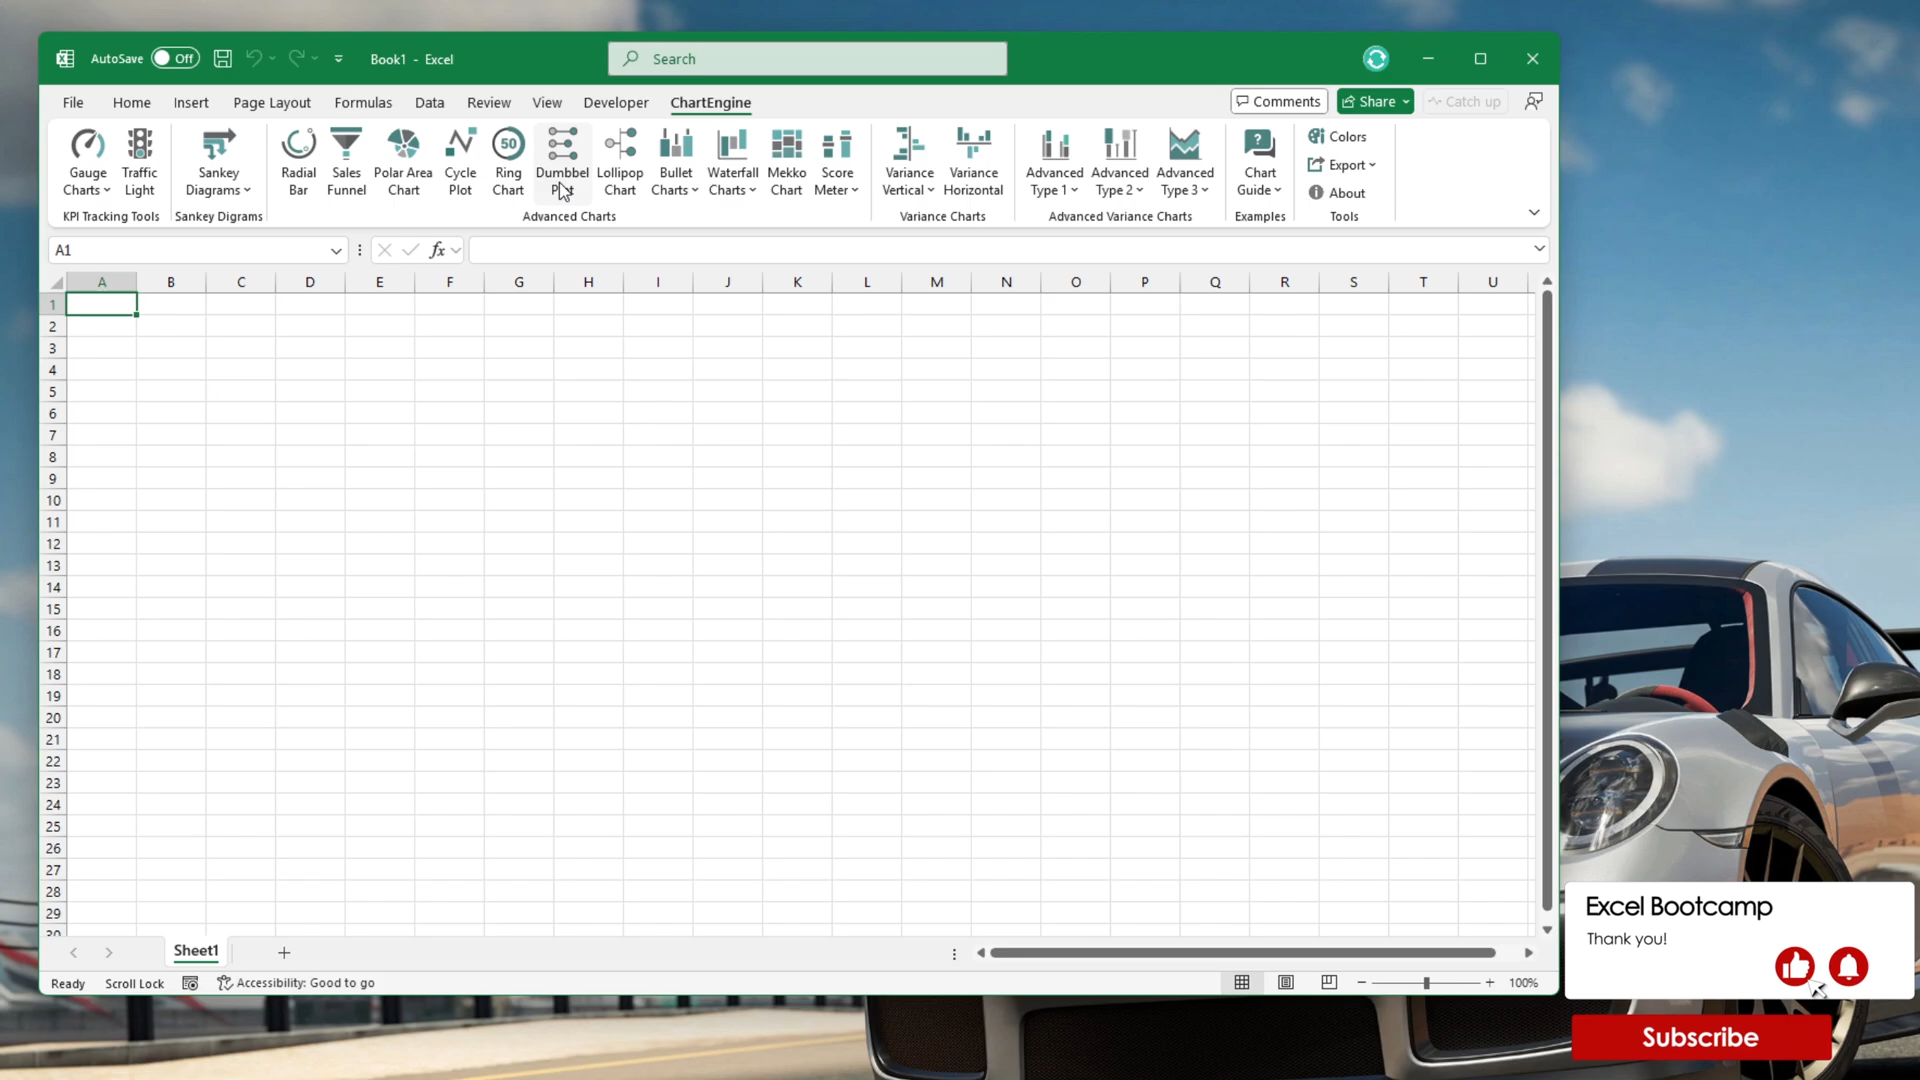 AutoSave Off Book1 - Excel Search
File Home Insert Page Layout Formulas Data Review View Developer ChartEngine Comments Share Catch up
Gauge Charts
Traffic Light
KPI Tracking Tools
Sankey Diagrams
Sankey Digrams
Radial Bar
Sales Funnel
Polar Area Chart
Cycle Plot
50
Ring Chart
Dumbbel
Lollipop Chart
Bullet Charts
Waterfall Charts
Mekko Chart
Score Meter
Advanced Charts
Variance Vertical
Variance Horizontal
Variance Charts
Advanced Type 1
Advanced Type 2
Advanced Type 3
Advanced Variance Charts
Chart Guide
Examples
Colors
Export
About
Tools
A1 fx
A B C D E F G H I J K L M N O P Q R S T U
1
2
3
4
5
6
7
8
9
10
11
12
13
14
15
16
17
18
19
20
21
22
23
24
25
26
27
28
29
30
Sheet1
Ready Scroll Lock Accessibility: Good to go 100%
Excel Bootcamp
Thank you!
Subscribe